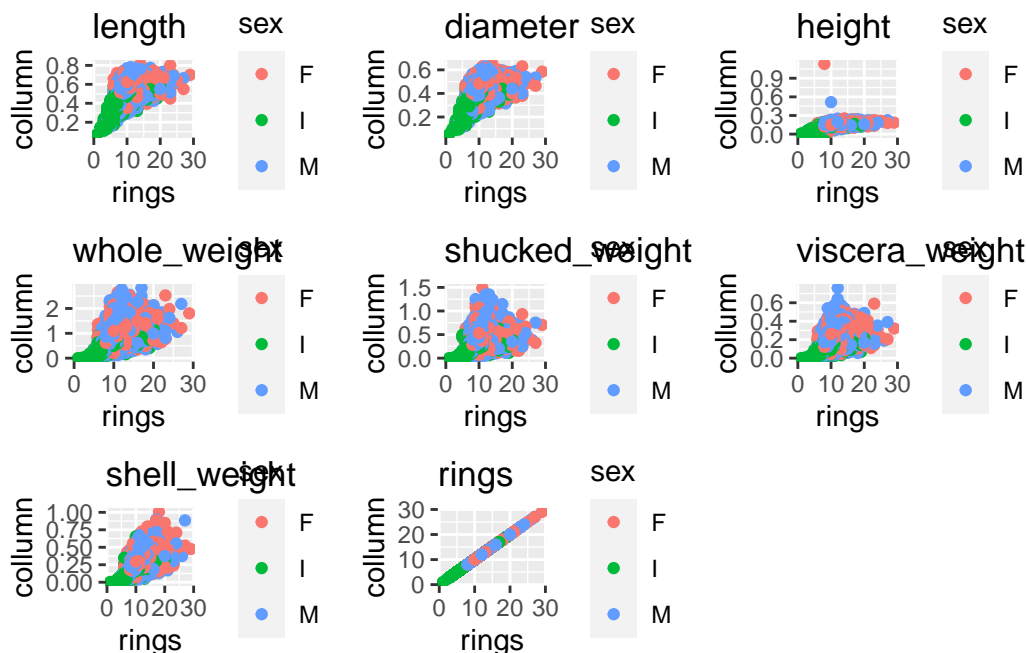 length
sex
collumn
0.8
0.6
0.4
0.2
0 10 20 30
rings
F
I
M
diameter
sex
collumn
0.6
0.4
0.2
0 10 20 30
rings
F
I
M
height
sex
collumn
0.9
0.6
0.3
0.0
0 10 20 30
rings
F
I
M
whole_weight
sex
collumn
2
1
0
0 10 20 30
rings
F
I
M
shucked_weight
sex
collumn
1.5
1.0
0.5
0.0
0 10 20 30
rings
F
I
M
viscera_weight
sex
collumn
0.6
0.4
0.2
0.0
0 10 20 30
rings
F
I
M
shell_weight
sex
collumn
1.00
0.75
0.50
0.25
0.00
0 10 20 30
rings
F
I
M
rings
sex
collumn
30
20
10
0
0 10 20 30
rings
F
I
M